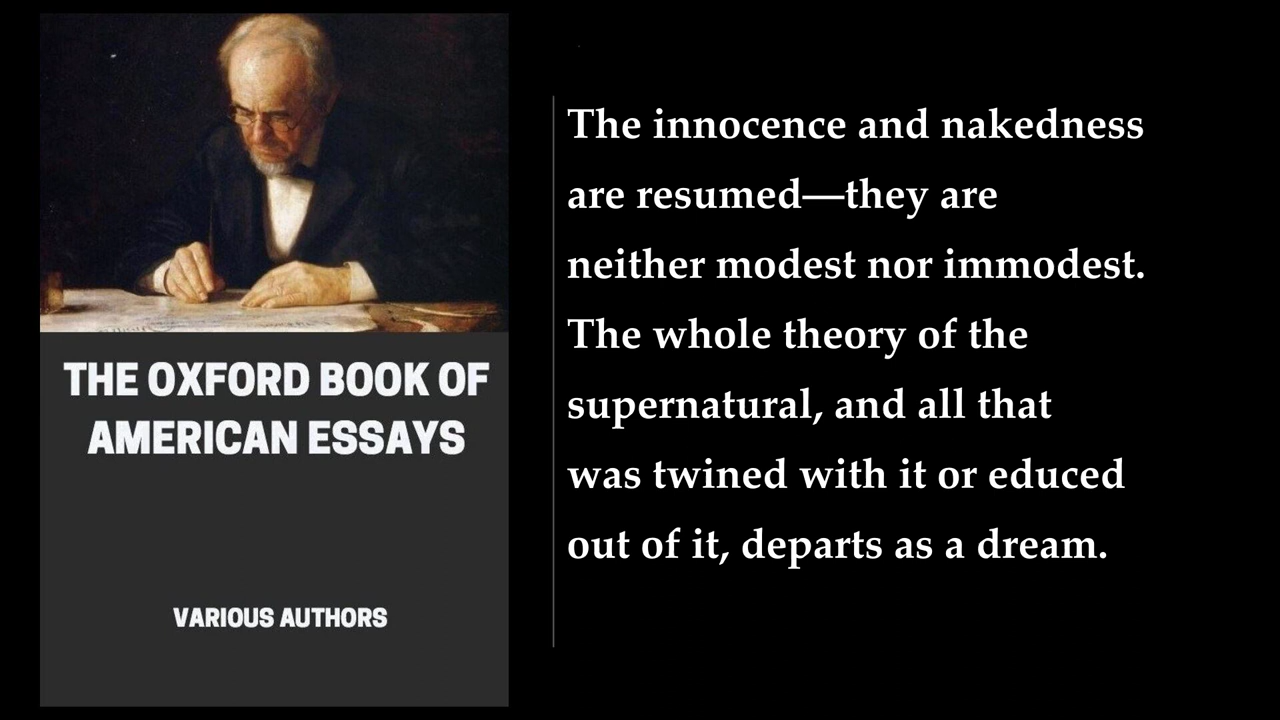 THE OXFORD BOOK OF
AMERICAN ESSAYS
VARIOUS AUTHORS
The innocence and nakedness
are resumed—they are
neither modest nor immodest.
The whole theory of the
supernatural, and all that
was twined with it or educed
out of it, departs as a dream.